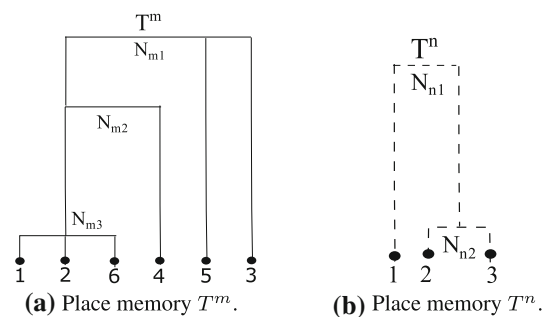 T^m
N_m1
N_m2
N_m3
1 2 6 4 5 3
(a) Place memory T^m.
T^n
N_n1
N_n2
1 2 3
(b) Place memory T^n.